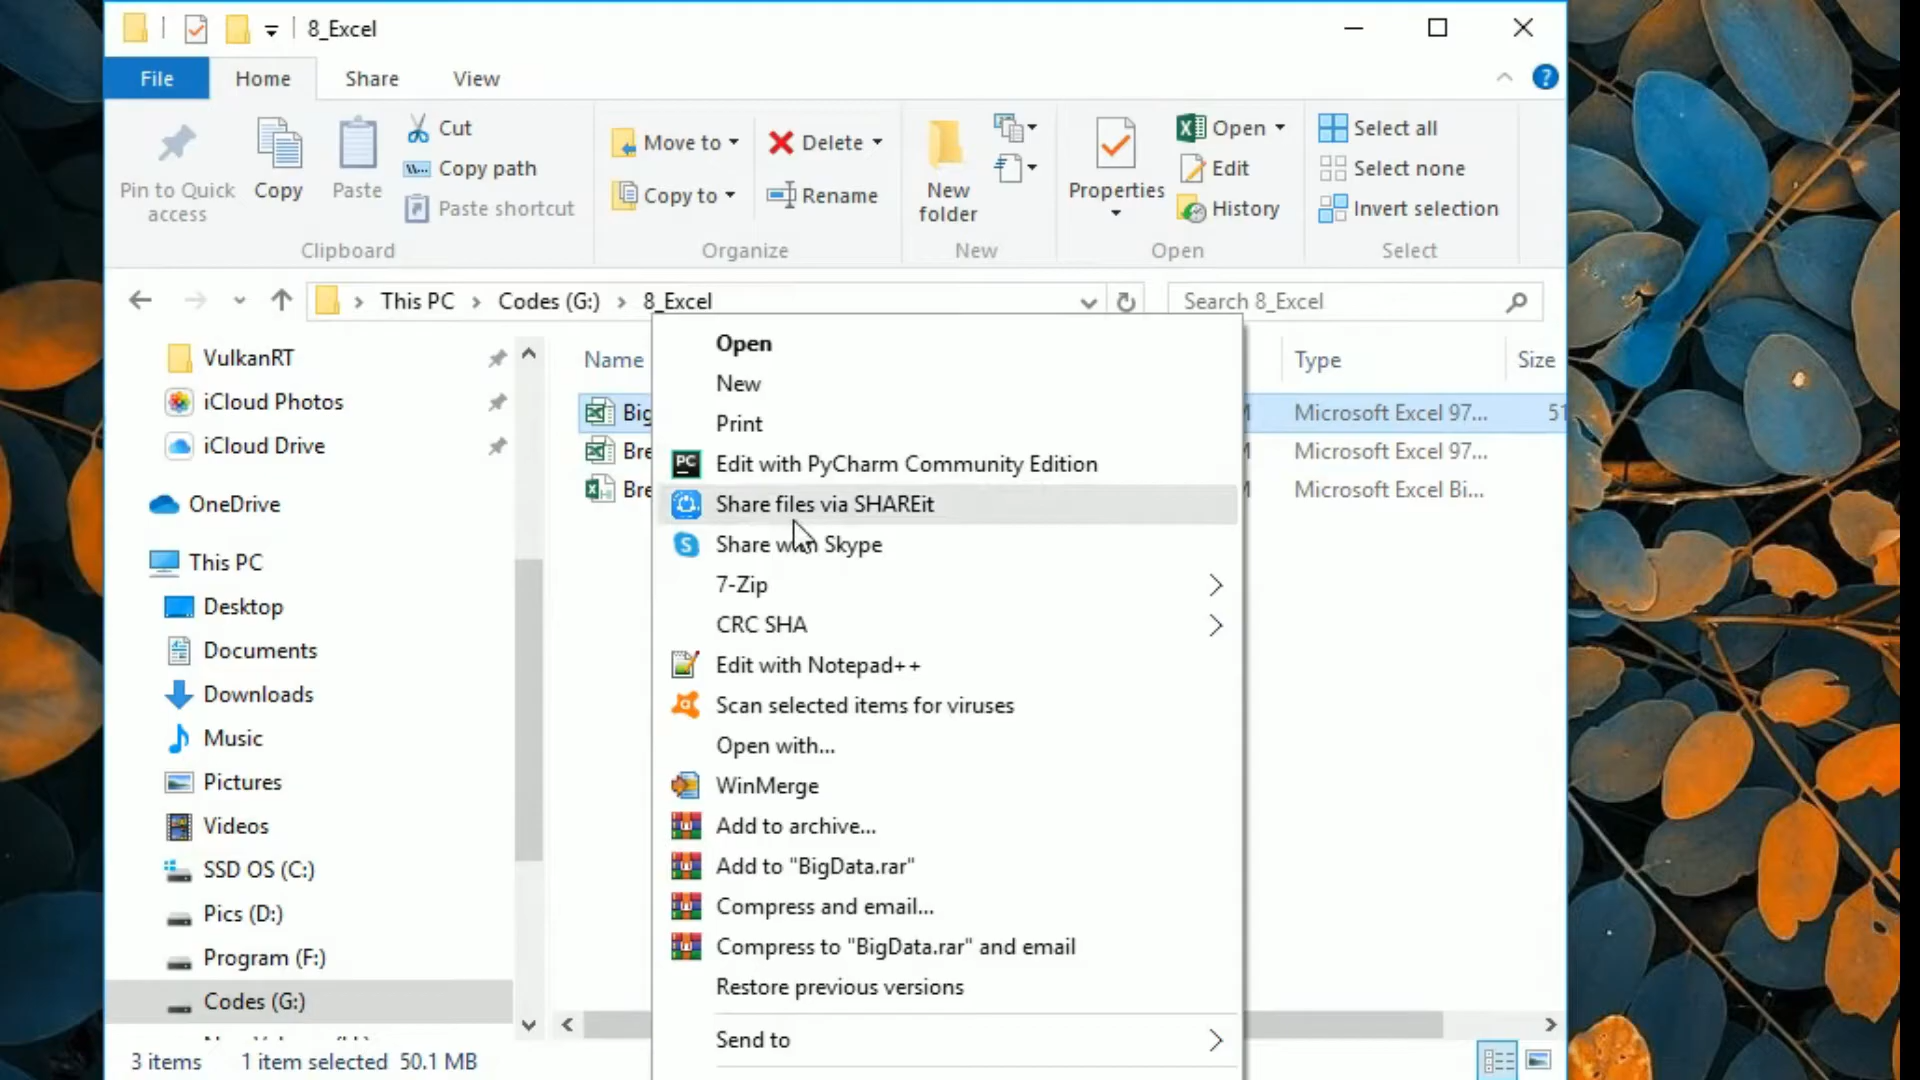 8_Excel
File
Home
Share
View
Pin to Quick access
Copy
Paste
Cut
Copy path
Paste shortcut
Clipboard
Move to
Copy to
Delete
Rename
Organize
New folder
New
Properties
Open
Edit
History
Open
Select all
Select none
Invert selection
Select
This PC
Codes (G:)
8_Excel
Search 8_Excel
VulkanRT
iCloud Photos
iCloud Drive
OneDrive
This PC
Desktop
Documents
Downloads
Music
Pictures
Videos
SSD OS (C:)
Pics (D:)
Program (F:)
Codes (G:)
Name
Type
Size
Big
M
Microsoft Excel 97...
51
Bre
M
Microsoft Excel 97...
Bre
M
Microsoft Excel Bi...
Open
New
Print
Edit with PyCharm Community Edition
Share files via SHAREit
Share with Skype
7-Zip
CRC SHA
Edit with Notepad++
Scan selected items for viruses
Open with...
WinMerge
Add to archive...
Add to "BigData.rar"
Compress and email...
Compress to "BigData.rar" and email
Restore previous versions
Send to
3 items
1 item selected 50.1 MB